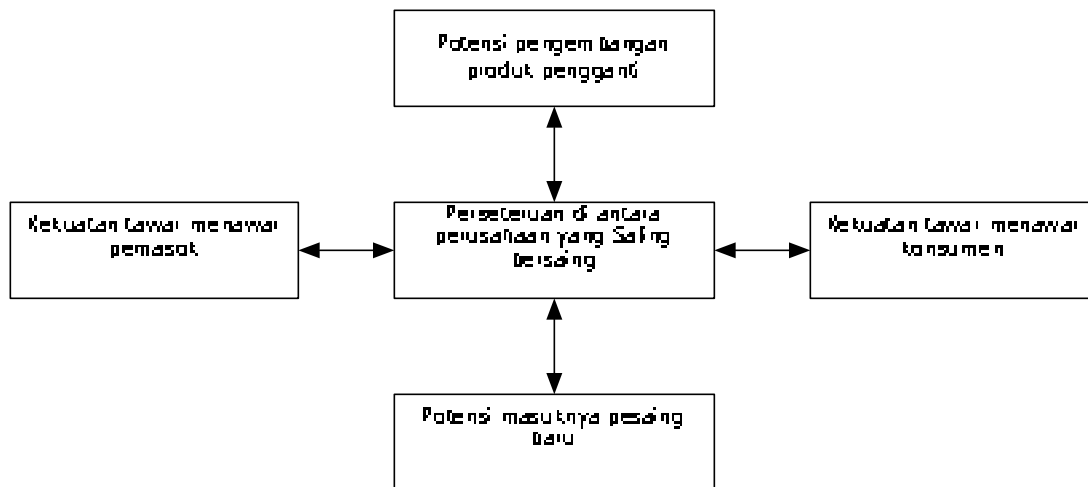 Potensi pengembangan
produk pengganti
Kekuatan tawar menawar
pemasok
Perseteruan di antara
perusahaan yang Saling
bersaing
Kekuatan tawar menawar
konsumen
Potensi masuknya pesaing
baru